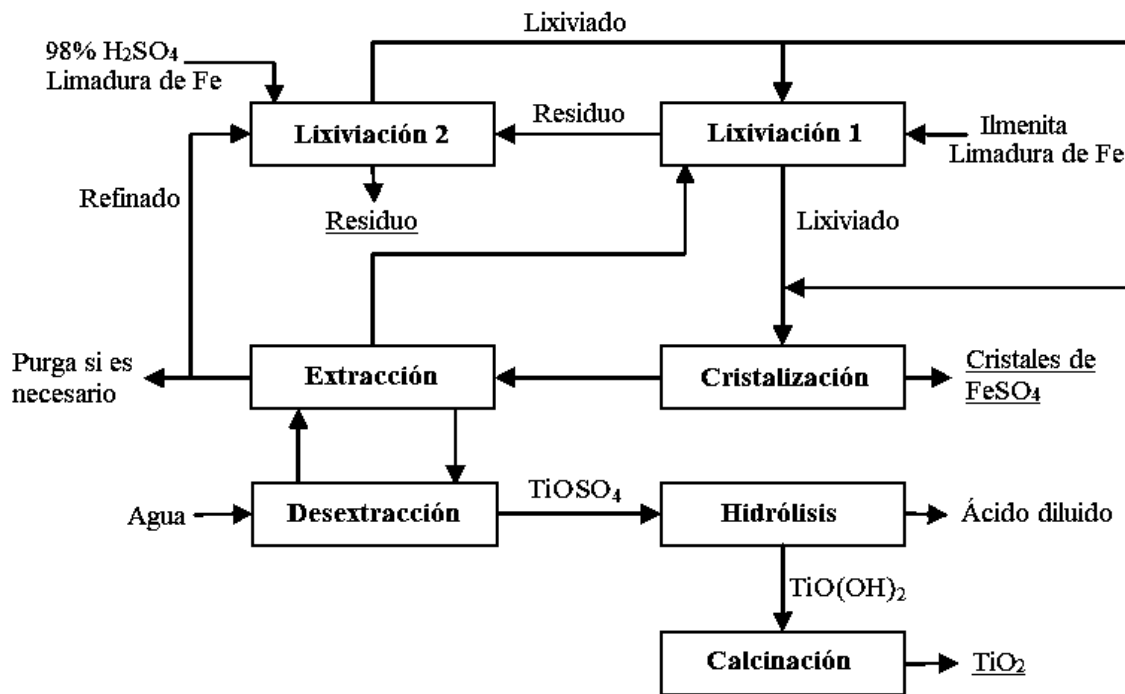 Lixiviado
98% H₂SO₄
Limadura de Fe
Lixiviación 2
Residuo
Lixiviación 1
Ilmenita
Limadura de Fe
Refinado
Residuo
Lixiviado
Purga si es
necesario
Extracción
Cristalización
Cristales de
FeSO₄
Agua
Desextracción
TiOSO₄
Hidrólisis
Ácido diluido
TiO(OH)₂
Calcinación
TiO₂